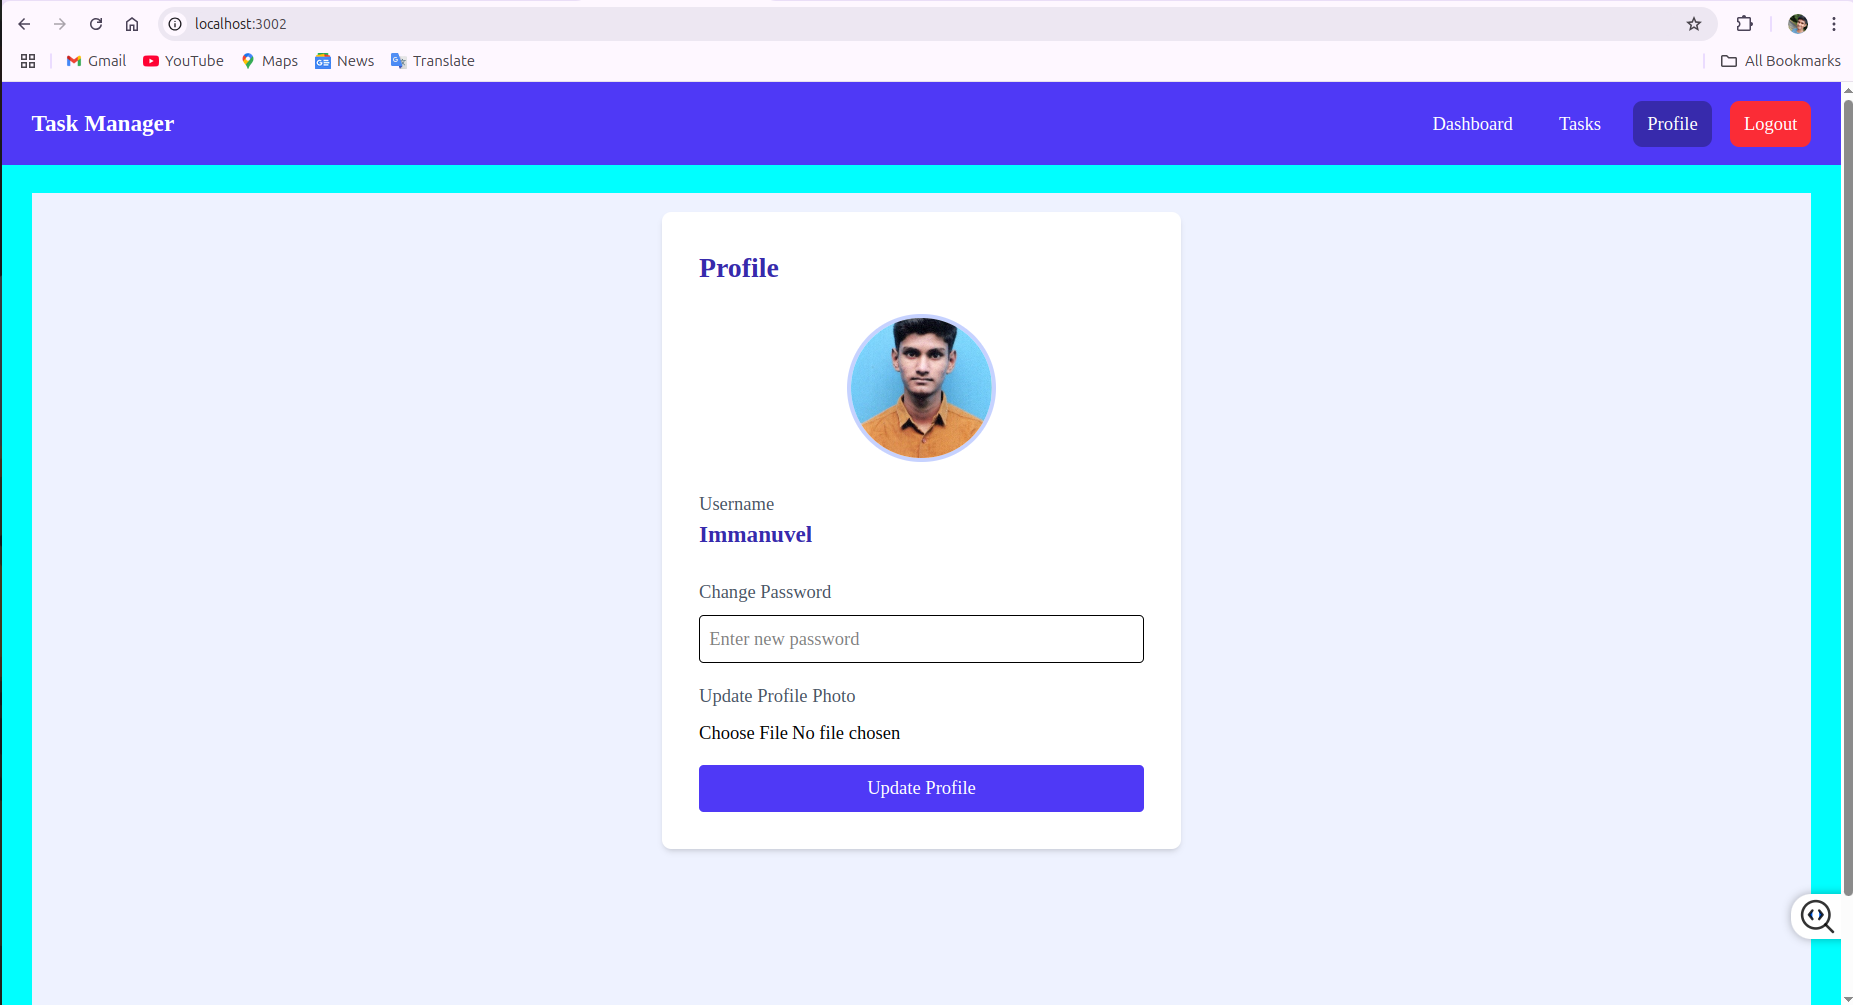 localhost:3002
Gmail YouTube Maps News Translate All Bookmarks
Task Manager Dashboard Tasks Profile Logout
Profile
Username
Immanuvel
Change Password
Enter new password
Update Profile Photo
Choose File No file chosen
Update Profile